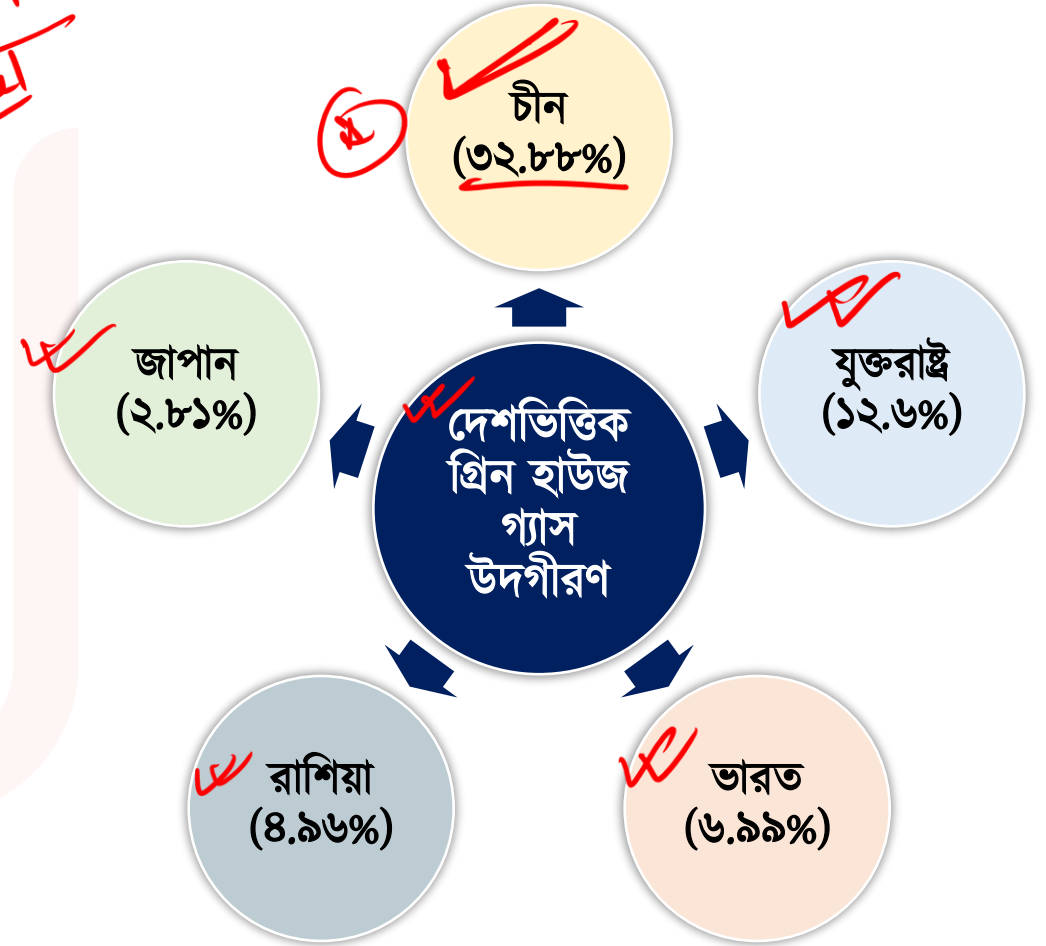 চীন
(৩২.৮৮%)
জাপান
(২.৮১%)
যুক্তরাষ্ট্র
(১২.৬%)
দেশভিত্তিক
গ্রিন হাউজ
গ্যাস
উদগীরণ
রাশিয়া
(৪.৯৬%)
ভারত
(৬.৯৯%)